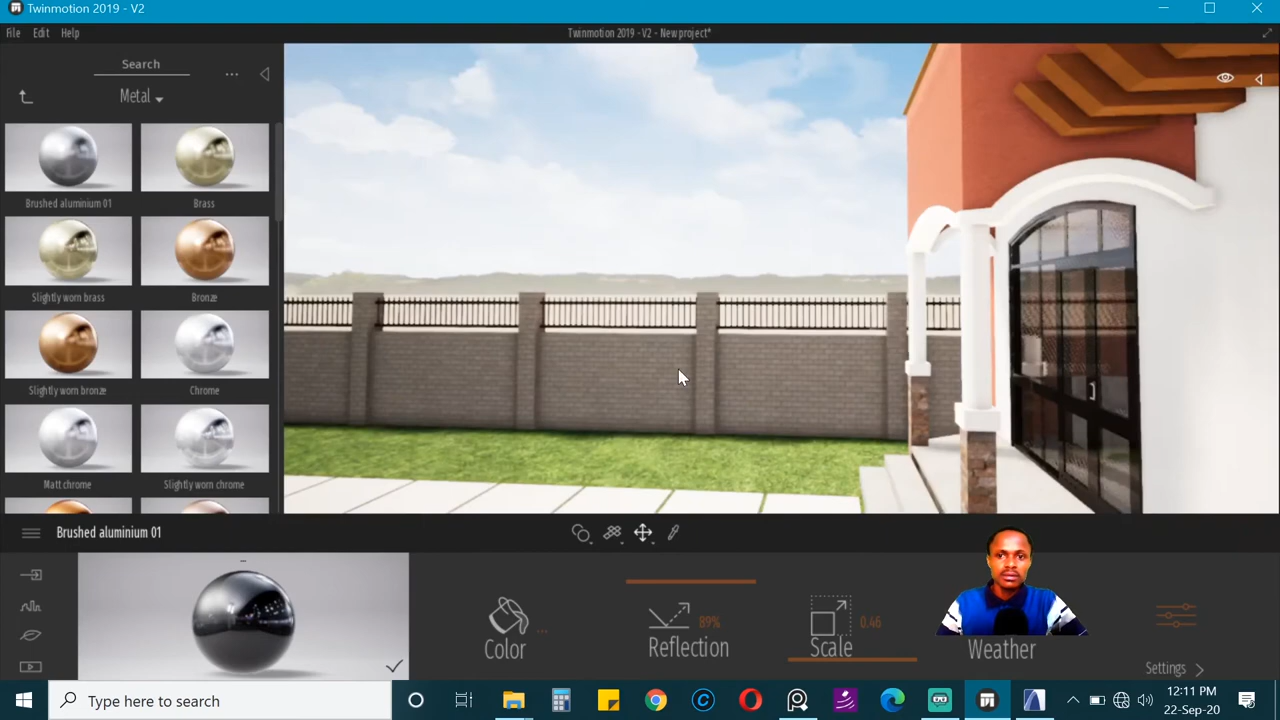 Twinmotion 2019 - V2
File Edit Help
Twinmotion 2019 - V2 - New project*
Search
...
Metal
Brushed aluminium 01
Brass
Slightly worn brass
Bronze
Slightly worn bronze
Chrome
Matt chrome
Slightly worn chrome
Brushed aluminium 01
...
Color ...
89%
Reflection
0.46
Scale
Weather
Settings
Type here to search
12:11 PM
22-Sep-20